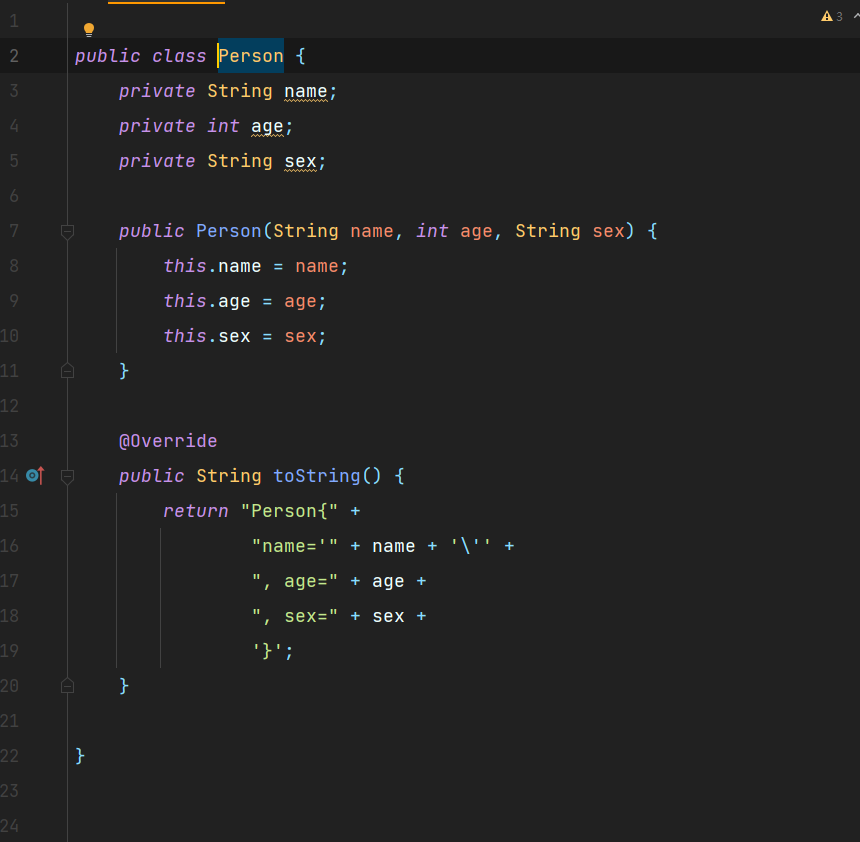 3
1
2 public class Person {
3 private String name;
4 private int age;
5 private String sex;
6
7 public Person(String name, int age, String sex) {
8 this.name = name;
9 this.age = age;
10 this.sex = sex;
11 }
12
13 @Override
14 public String toString() {
15 return "Person{" +
16 "name='" + name + '\'' +
17 ", age=" + age +
18 ", sex=" + sex +
19 '}';
20 }
21
22 }
23
24